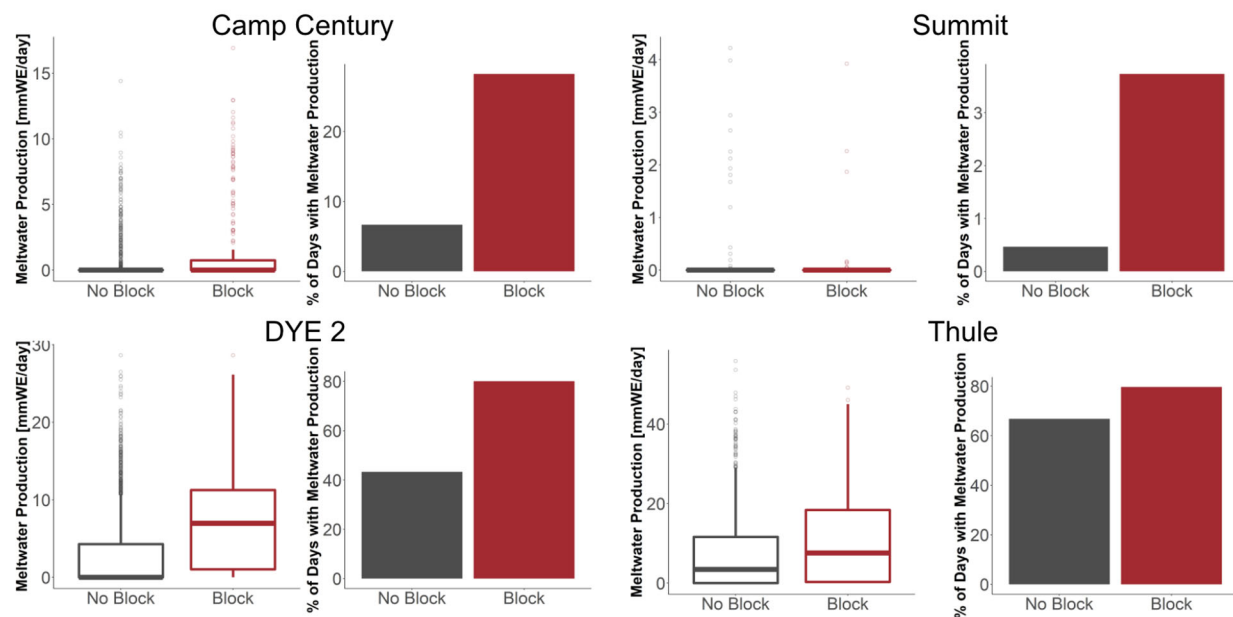 Camp Century
Meltwater Production [mmWE/day]
15
10
5
0
No Block
Block
% of Days with Meltwater Production
20
10
0
No Block
Block
Summit
Meltwater Production [mmWE/day]
4
3
2
1
0
No Block
Block
% of Days with Meltwater Production
3
2
1
0
No Block
Block
DYE 2
Meltwater Production [mmWE/day]
30
20
10
0
No Block
Block
% of Days with Meltwater Production
80
60
40
20
0
No Block
Block
Thule
Meltwater Production [mmWE/day]
40
20
0
No Block
Block
% of Days with Meltwater Production
80
60
40
20
0
No Block
Block